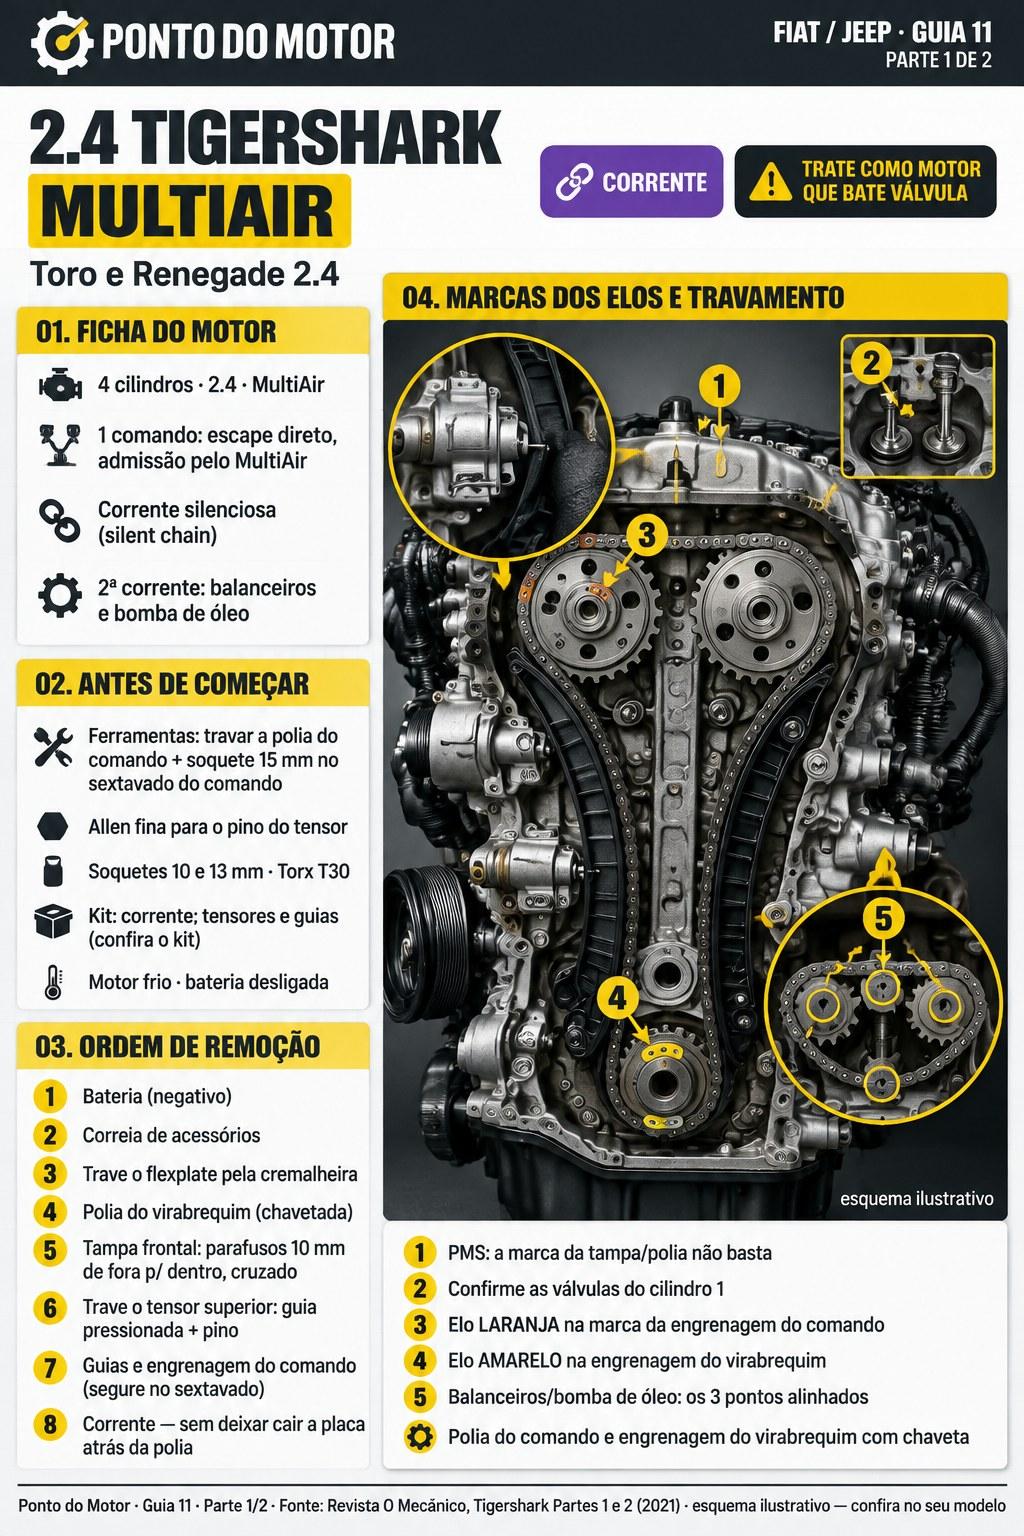 PONTO DO MOTOR
FIAT / JEEP · GUIA 11
PARTE 1 DE 2
2.4 TIGERSHARK
MULTIAIR
Toro e Renegade 2.4
CORRENTE
TRATE COMO MOTOR
QUE BATE VÁLVULA
01. FICHA DO MOTOR
4 cilindros · 2.4 · MultiAir
1 comando: escape direto,
admissão pelo MultiAir
Corrente silenciosa
(silent chain)
2ª corrente: balanceiros
e bomba de óleo
02. ANTES DE COMEÇAR
Ferramentas: travar a polia do
comando + soquete 15 mm no
sextavado do comando
Allen fina para o pino do tensor
Soquetes 10 e 13 mm · Torx T30
Kit: corrente; tensores e guias
(confira o kit)
Motor frio · bateria desligada
03. ORDEM DE REMOÇÃO
1 Bateria (negativo)
2 Correia de acessórios
3 Trave o flexplate pela cremalheira
4 Polia do virabrequim (chavetada)
5 Tampa frontal: parafusos 10 mm
de fora p/ dentro, cruzado
6 Trave o tensor superior: guia
pressionada + pino
7 Guias e engrenagem do comando
(segure no sextavado)
8 Corrente — sem deixar cair a placa
atrás da polia
04. MARCAS DOS ELOS E TRAVAMENTO
1
2
3
4
5
esquema ilustrativo
1 PMS: a marca da tampa/polia não basta
2 Confirme as válvulas do cilindro 1
3 Elo LARANJA na marca da engrenagem do comando
4 Elo AMARELO na engrenagem do virabrequim
5 Balanceiros/bomba de óleo: os 3 pontos alinhados
Polia do comando e engrenagem do virabrequim com chaveta
Ponto do Motor · Guia 11 · Parte 1/2 · Fonte: Revista O Mecânico, Tigershark Partes 1 e 2 (2021) · esquema ilustrativo — confira no seu modelo